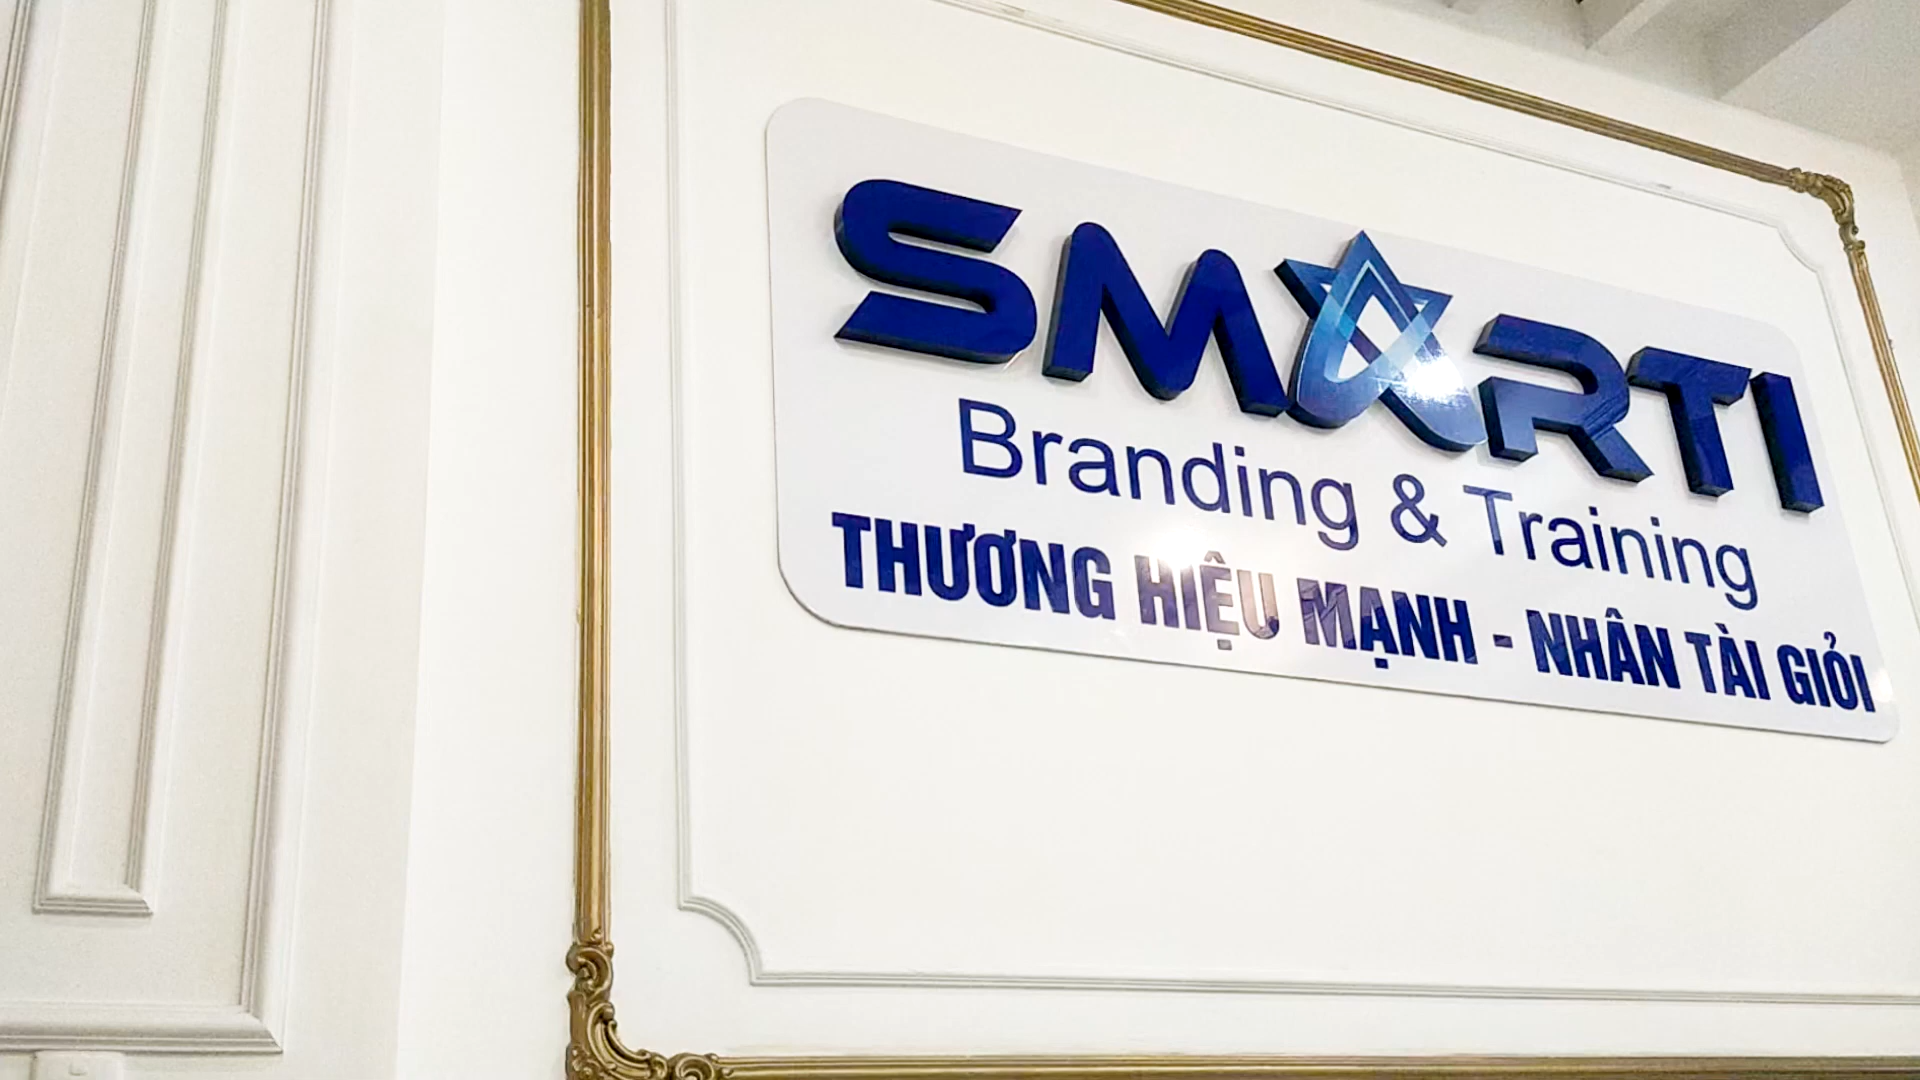 SMARTI
Branding & Training
THƯƠNG HIỆU MẠNH - NHÂN TÀI GIỎI